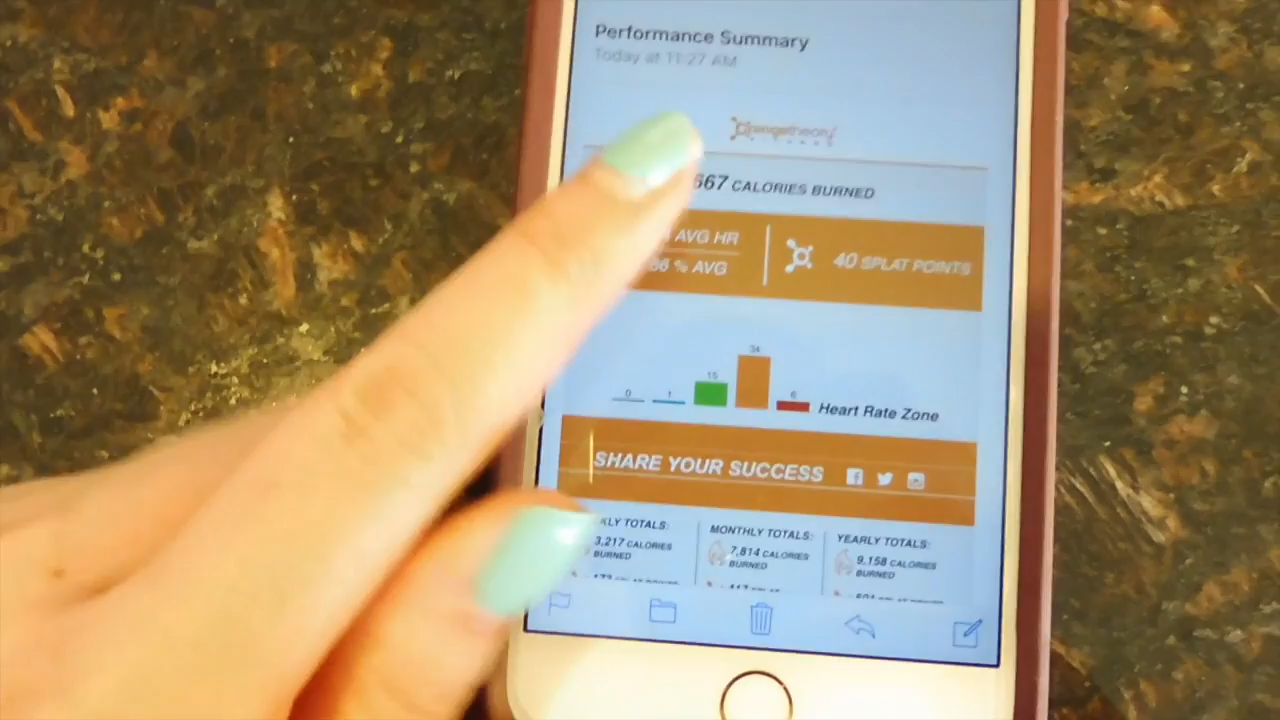 Performance Summary
Today at 11:27 AM
Orangetheory
667 CALORIES BURNED
AVG HR
86 % AVG
40 SPLAT POINTS
0 1 15 34 6
Heart Rate Zone
SHARE YOUR SUCCESS
KLY TOTALS:
3,217 CALORIES
BURNED
MONTHLY TOTALS:
7,814 CALORIES
BURNED
YEARLY TOTALS:
9,158 CALORIES
BURNED